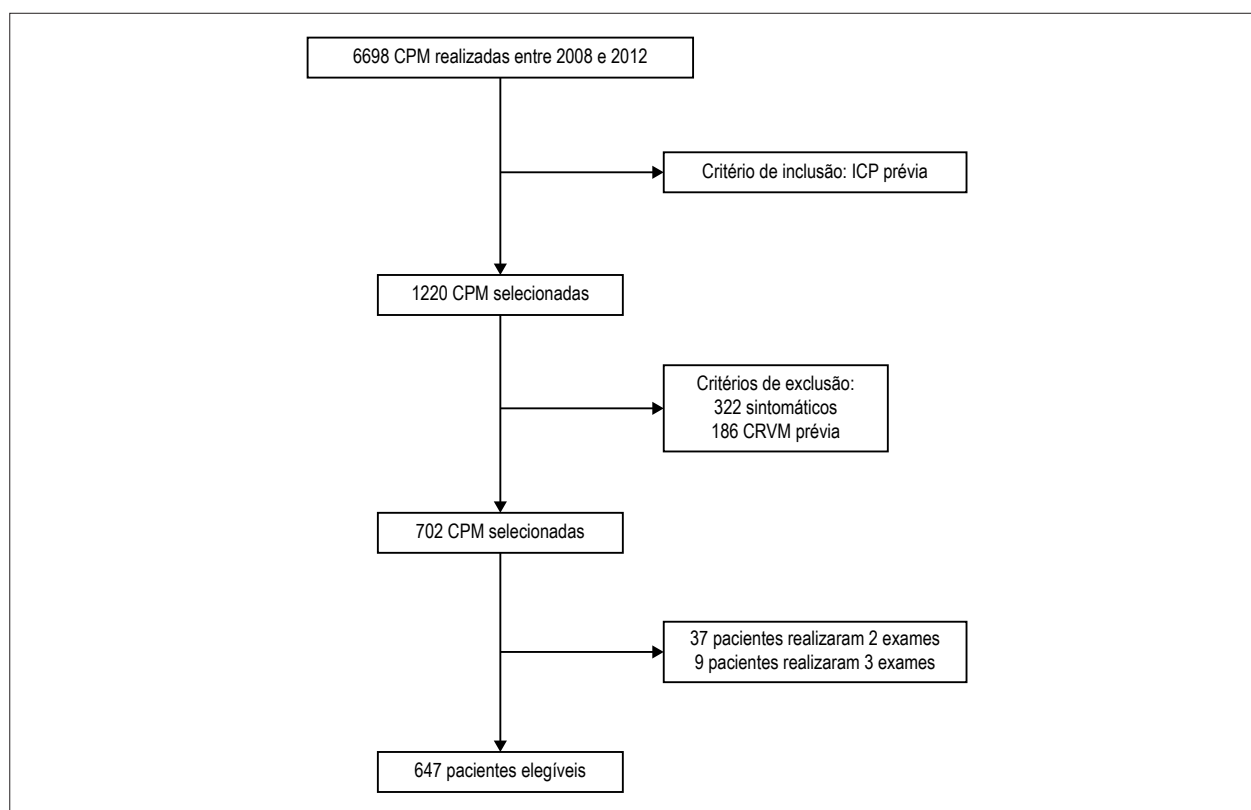 6698 CPM realizadas entre 2008 e 2012
Critério de inclusão: ICP prévia
1220 CPM selecionadas
Critérios de exclusão:
322 sintomáticos
186 CRVM prévia
702 CPM selecionadas
37 pacientes realizaram 2 exames
9 pacientes realizaram 3 exames
647 pacientes elegíveis